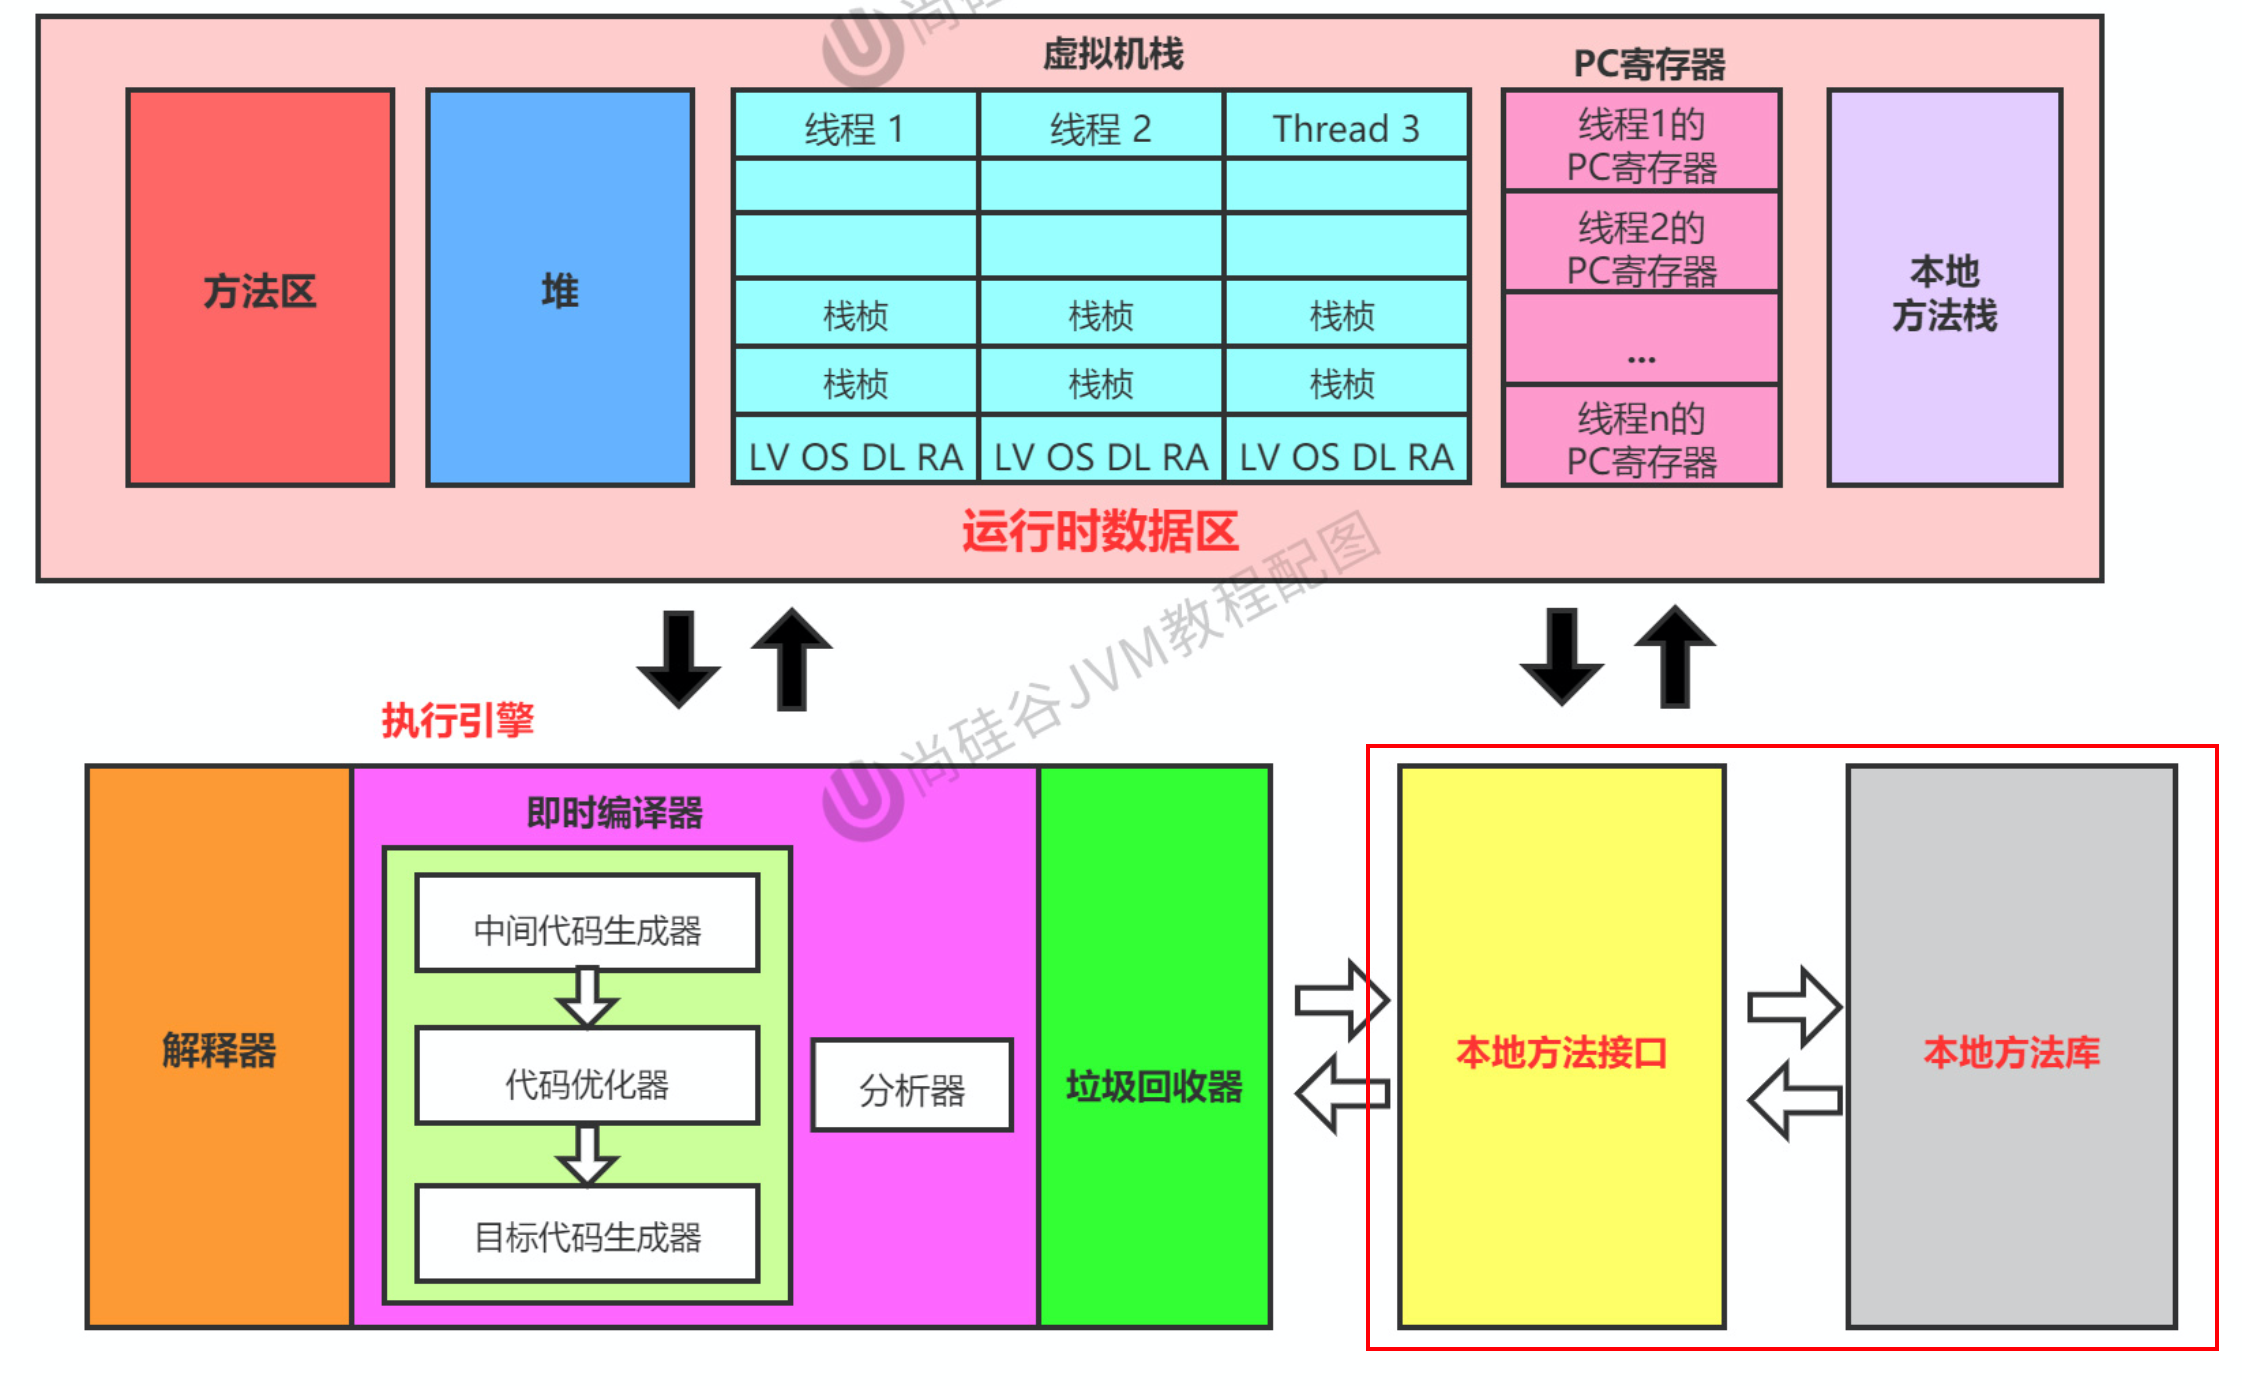 尚硅
虚拟机栈
PC寄存器
方法区
堆
线程 1
线程 2
Thread 3
栈桢
栈桢
栈桢
栈桢
栈桢
栈桢
LV OS DL RA
LV OS DL RA
LV OS DL RA
线程1的
PC寄存器
线程2的
PC寄存器
...
线程n的
PC寄存器
本地
方法栈
运行时数据区
尚硅谷JVM教程配图
执行引擎
解释器
即时编译器
中间代码生成器
代码优化器
目标代码生成器
分析器
垃圾回收器
本地方法接口
本地方法库